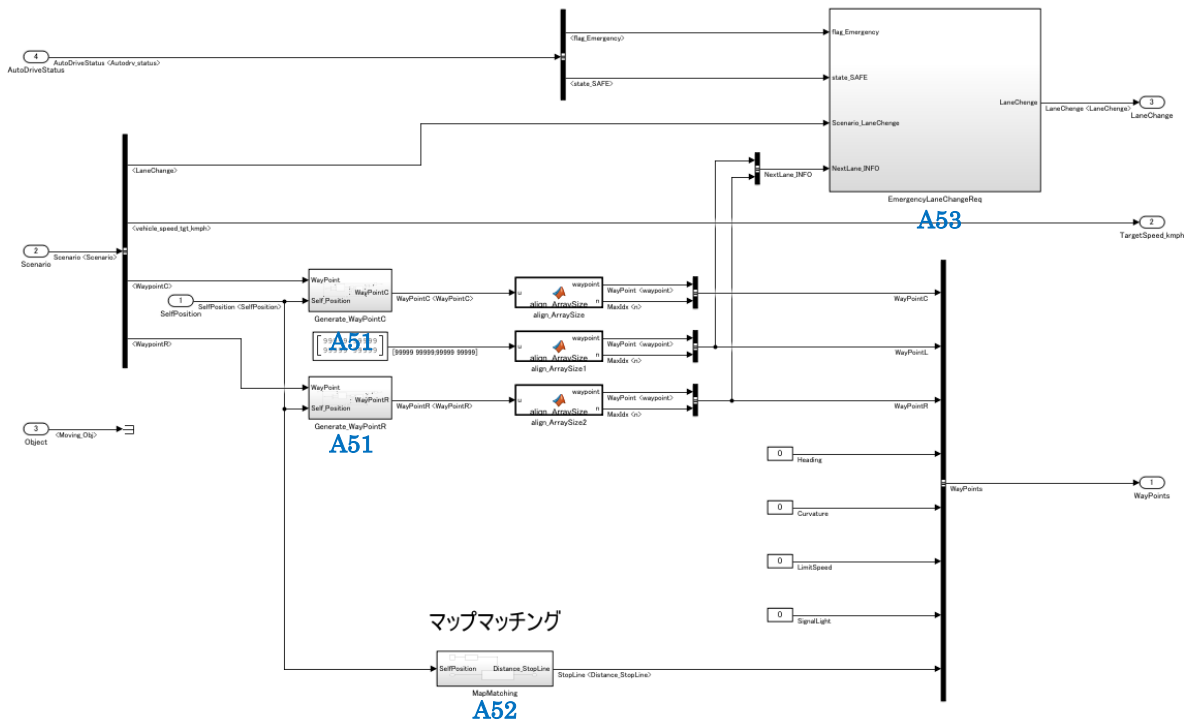 4
AutoDriveStatus
AutoDriveStatus <Autodrv_status>
<flag_Emergency>
<state_SAFE>
flag_Emergency
state_SAFE
Scenario_LaneChenge
NextLane_INFO
LaneChenge
EmergencyLaneChangeReq
A53
LaneChenge <LaneChenge>
3
LaneChange
NextLane_INFO
<LaneChange>
<vehicle_speed_tgt_kmph>
2
TargetSpeed_kmph
2
Scenario
Scenario <Scenario>
<WaypointC>
1
SelfPosition
SelfPosition <SelfPosition>
<WaypointR>
WayPoint
Self_Position
WayPointC
Generate_WayPointC
WayPointC <WayPointC>
u
waypoint
n
align_ArraySize
align_ArraySize
WayPoint <waypoint>
MaxIdx <n>
WayPointC
A51
[99999 99999;99999 99999]
u
waypoint
n
align_ArraySize
align_ArraySize1
WayPoint <waypoint>
MaxIdx <n>
WayPointL
WayPoint
Self_Position
WayPointR
Generate_WayPointR
A51
WayPointR <WayPointR>
u
waypoint
n
align_ArraySize
align_ArraySize2
WayPoint <waypoint>
MaxIdx <n>
WayPointR
3
Object
<Moving_Obj>
0
Heading
0
Curvature
0
LimitSpeed
0
SignalLight
WayPoints
1
WayPoints
マップマッチング
SelfPosition
Distance_StopLine
MapMatching
A52
StopLine <Distance_StopLine>